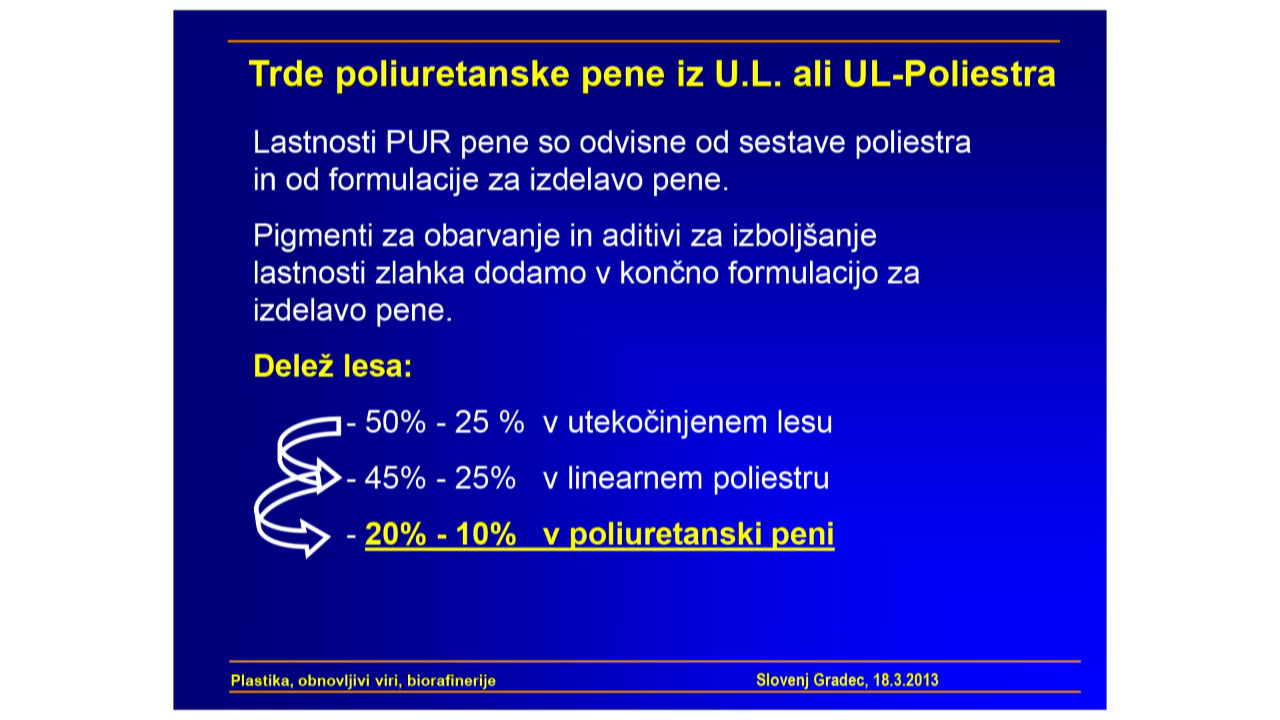 Trde poliuretanske pene iz U.L. ali UL-Poliestra
Lastnosti PUR pene so odvisne od sestave poliestra
in od formulacije za izdelavo pene.
Pigmenti za obarvanje in aditivi za izboljšanje
lastnosti zlahka dodamo v končno formulacijo za
izdelavo pene.
Delež lesa:
- 50% - 25 % v utekočinjenem lesu
- 45% - 25% v linearnem poliestru
- 20% - 10% v poliuretanski peni
Plastika, obnovljivi viri, biorafinerije
Slovenj Gradec, 18.3.2013